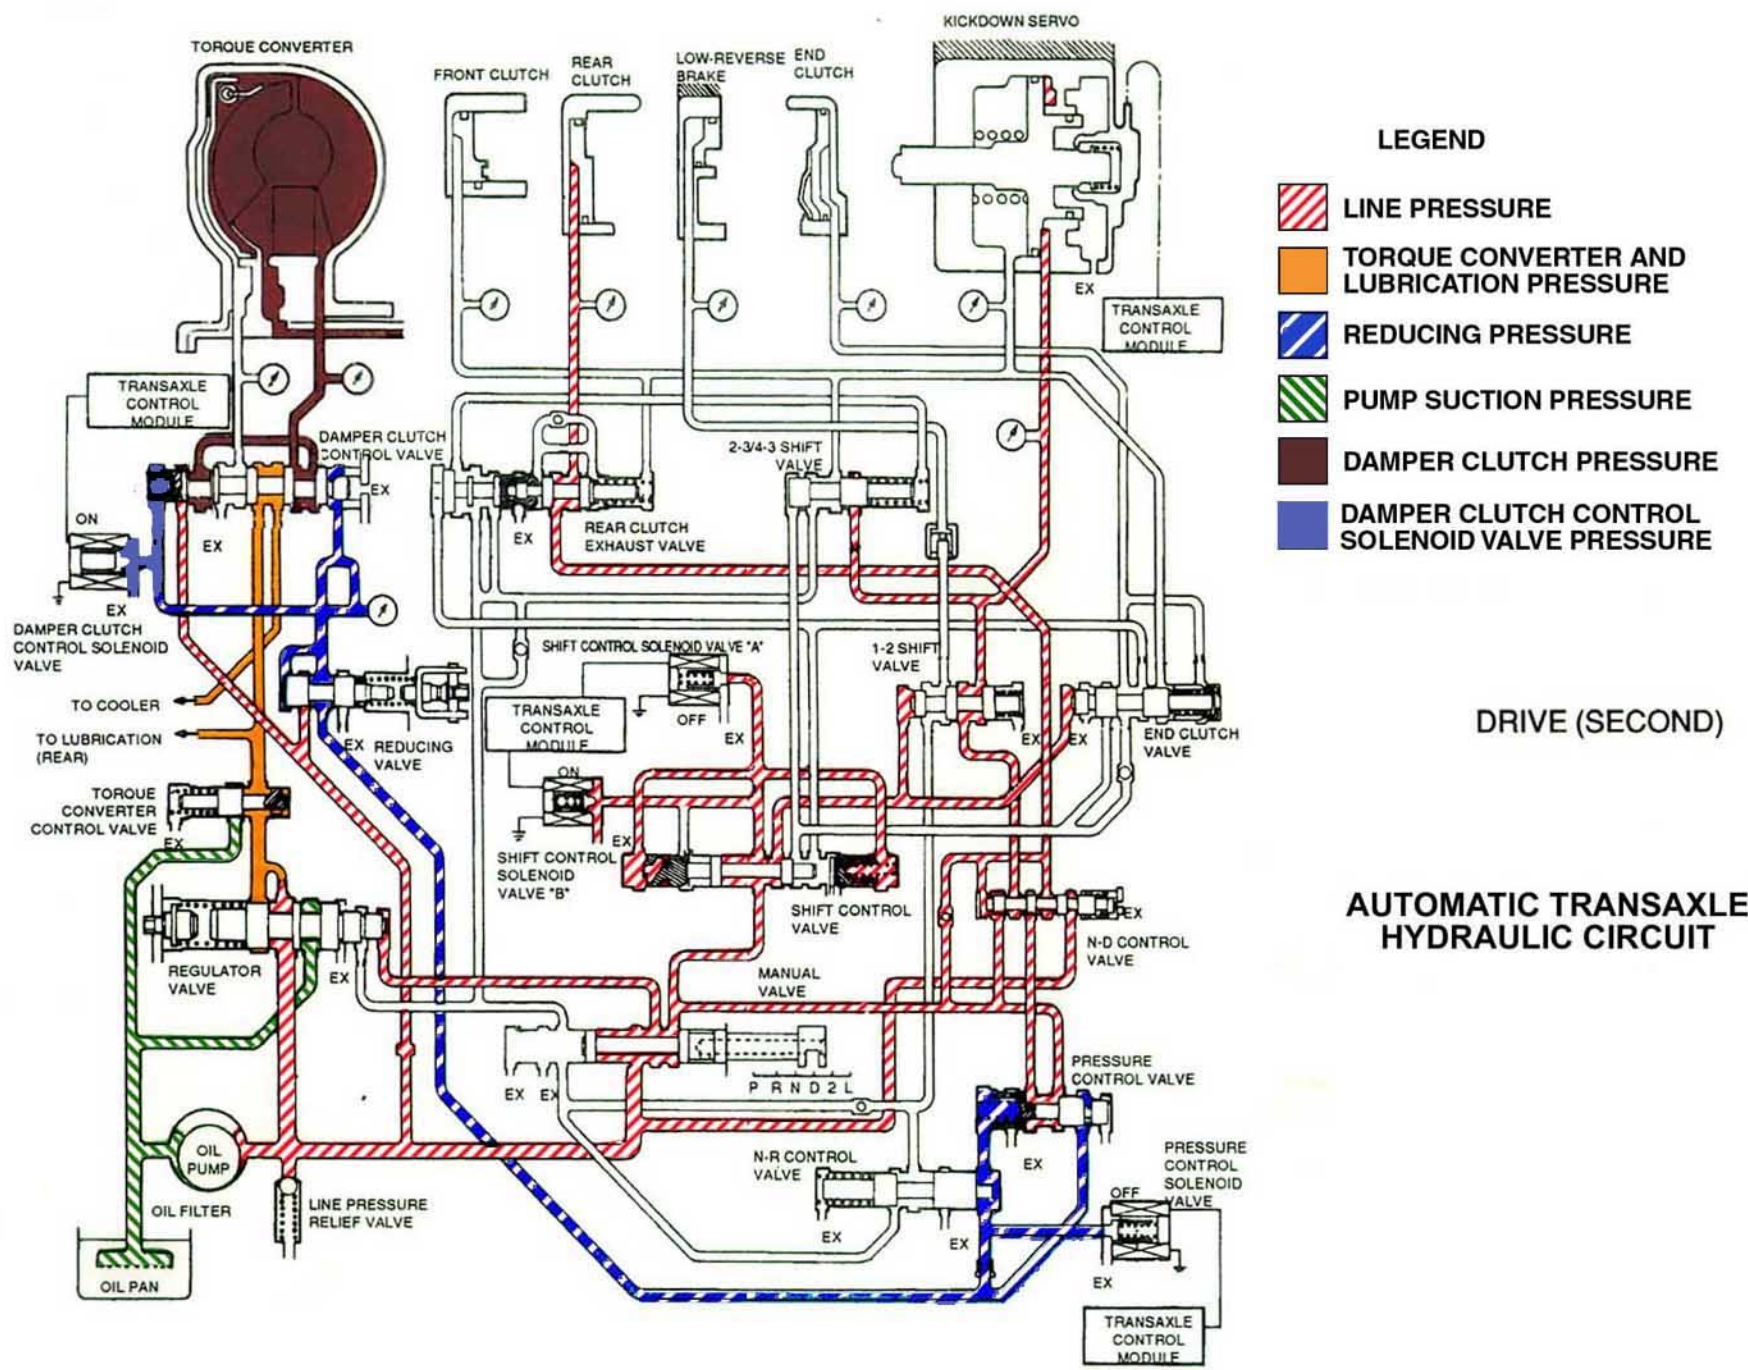 KICKDOWN SERVO
TORQUE CONVERTER
FRONT CLUTCH
REAR
CLUTCH
LOW-REVERSE
BRAKE
END
CLUTCH
EX
TRANSAXLE
CONTROL
MODULE
LEGEND
LINE PRESSURE
TORQUE CONVERTER AND
LUBRICATION PRESSURE
REDUCING PRESSURE
PUMP SUCTION PRESSURE
DAMPER CLUTCH PRESSURE
DAMPER CLUTCH CONTROL
SOLENOID VALVE PRESSURE
TRANSAXLE
CONTROL
MODULE
DAMPER CLUTCH
CONTROL VALVE
EX
ON
EX
EX
DAMPER CLUTCH
CONTROL SOLENOID
VALVE
2-3/4-3 SHIFT
VALVE
EX
REAR CLUTCH
EXHAUST VALVE
SHIFT CONTROL SOLENOID VALVE "A"
OFF
EX
1-2 SHIFT
VALVE
EX
EX
END CLUTCH
VALVE
DRIVE (SECOND)
TO COOLER
TO LUBRICATION
(REAR)
EX
REDUCING
VALVE
TRANSAXLE
CONTROL
MODULE
ON
TORQUE
CONVERTER
CONTROL VALVE
EX
EX
SHIFT CONTROL
SOLENOID
VALVE "B"
SHIFT CONTROL
VALVE
EX
N-D CONTROL
VALVE
AUTOMATIC TRANSAXLE
HYDRAULIC CIRCUIT
REGULATOR
VALVE
EX
MANUAL
VALVE
EX
EX
P R N D 2 L
PRESSURE
CONTROL VALVE
EX
OIL
PUMP
OIL FILTER
LINE PRESSURE
RELIEF VALVE
OIL PAN
N-R CONTROL
VALVE
EX
EX
PRESSURE
CONTROL
SOLENOID
VALVE
OFF
EX
TRANSAXLE
CONTROL
MODULE